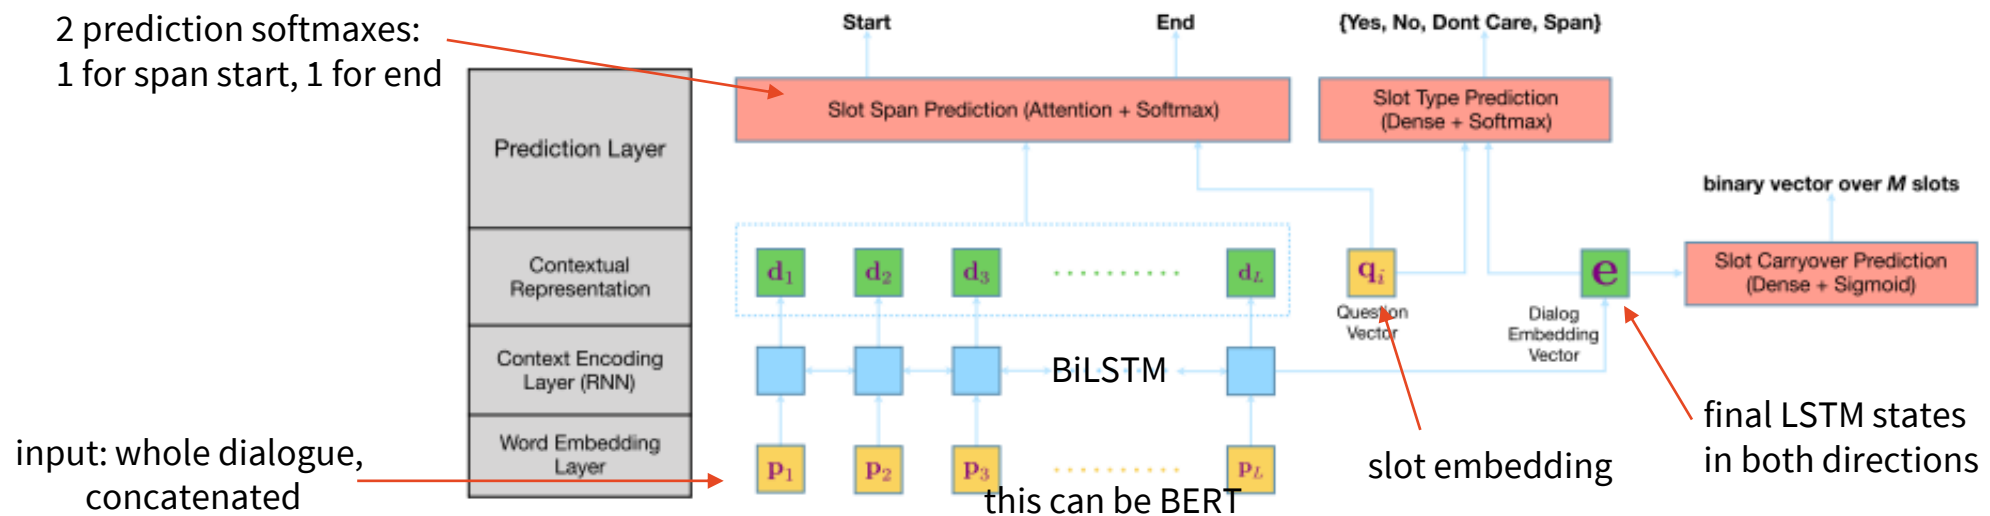 2 prediction softmaxes:
1 for span start, 1 for end
Start
End
{Yes, No, Dont Care, Span}
Prediction Layer
Slot Span Prediction (Attention + Softmax)
Slot Type Prediction
(Dense + Softmax)
binary vector over M slots
Contextual
Representation
d1
d2
d3
dL
qi
Question
Vector
e
Dialog
Embedding
Vector
Slot Carryover Prediction
(Dense + Sigmoid)
Context Encoding
Layer (RNN)
BiLSTM
input: whole dialogue,
concatenated
Word Embedding
Layer
p1
p2
p3
pL
this can be BERT
slot embedding
final LSTM states
in both directions